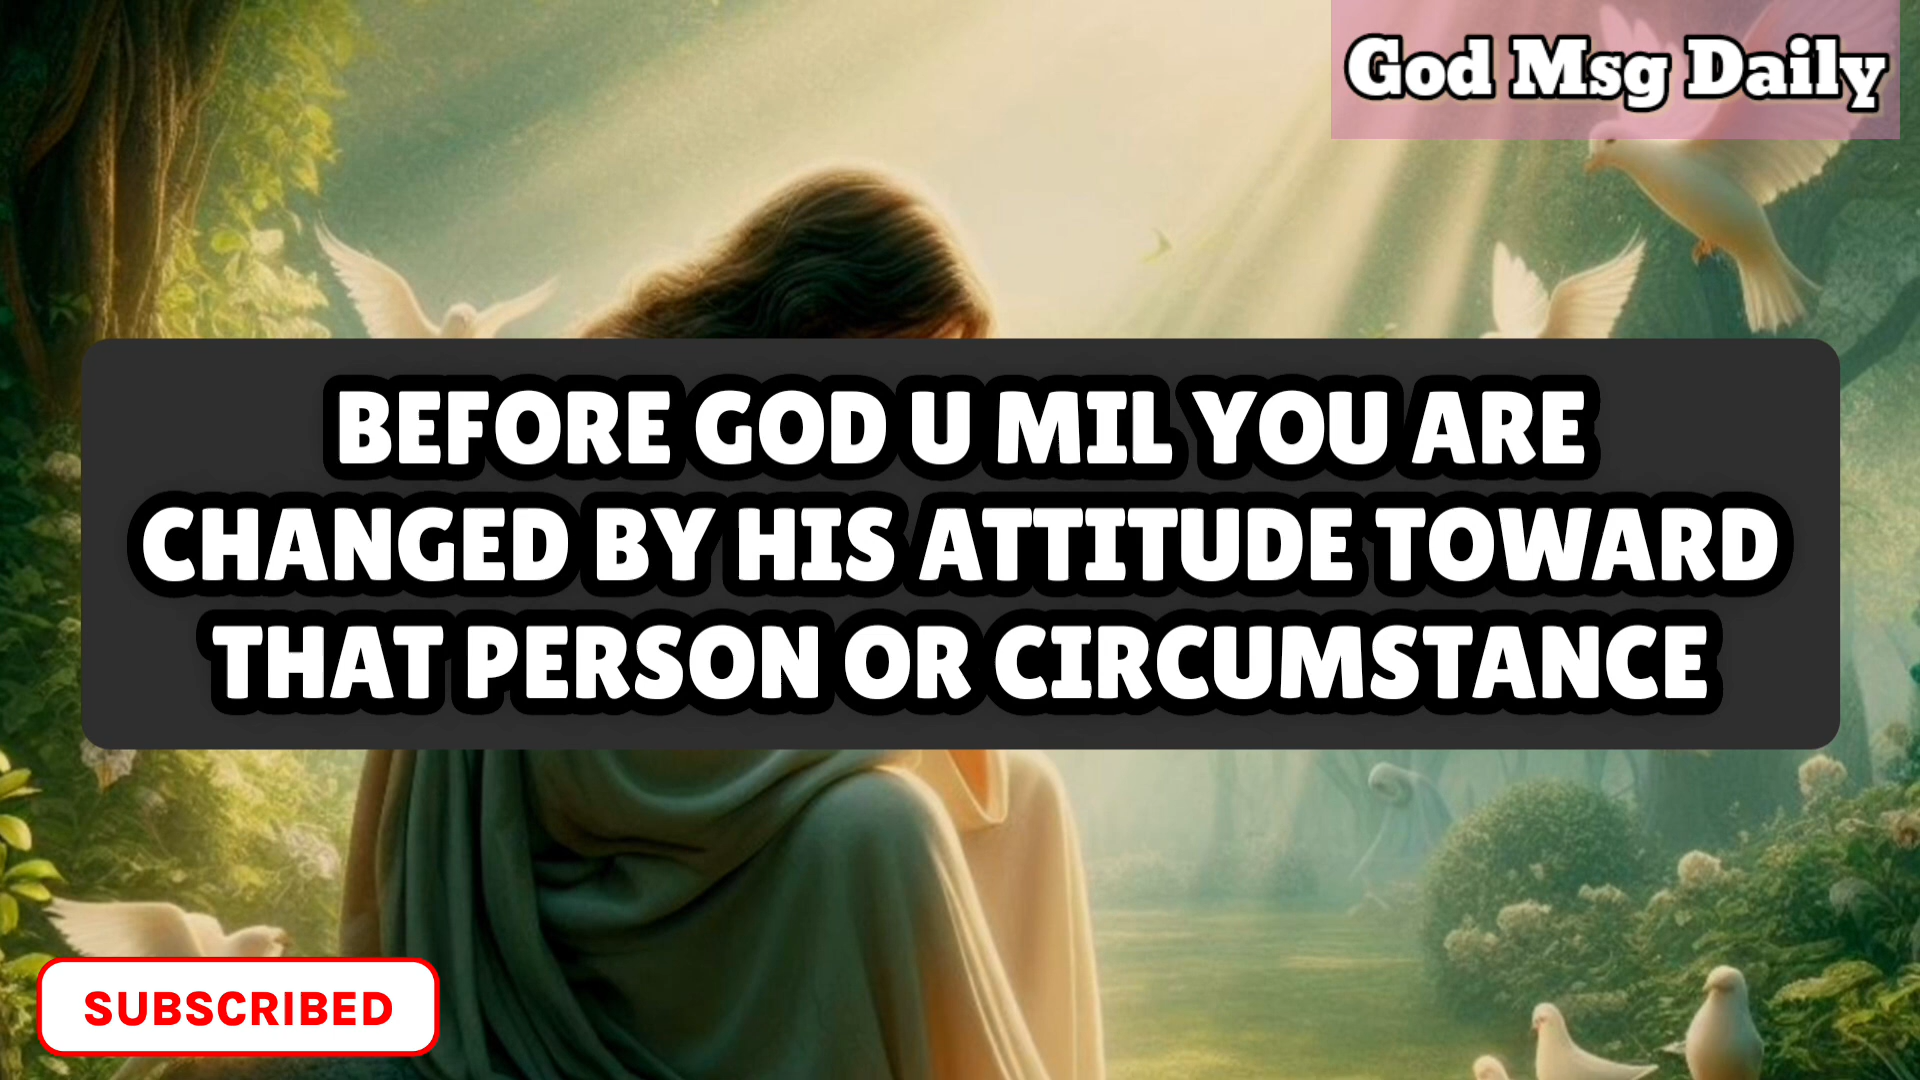 God Msg Daily
BEFORE GOD U MIL YOU ARE
CHANGED BY HIS ATTITUDE TOWARD
THAT PERSON OR CIRCUMSTANCE
SUBSCRIBED